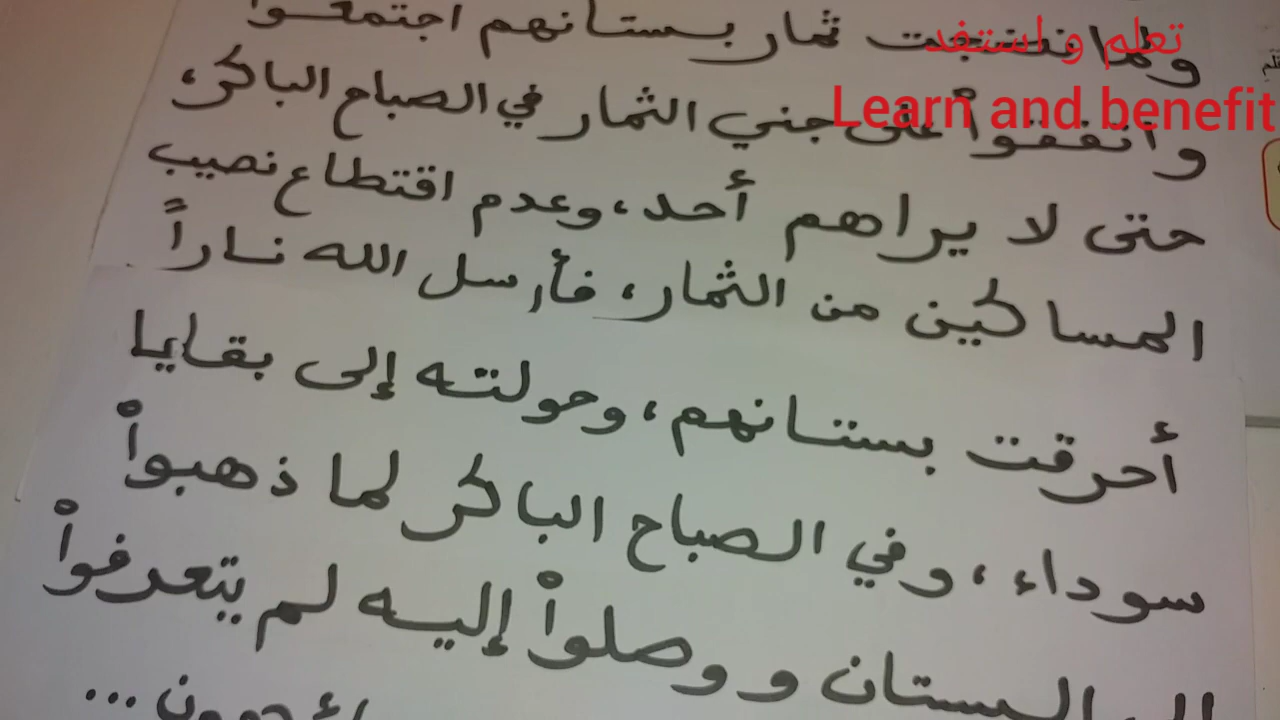 تعلم و استفد
Learn and benefit
ولما نضجت ثمار بستانهم اجتمعواْ
واتفقواْ على جني الثمار في الصباح الباكر،
حتى لا يراهم أحد، وعدم اقتطاع نصيب
المساكين من الثمار، فأرسل الله ناراً
أحرقت بستانهم، وحولته إلى بقايا
سوداء، وفي الصباح الباكر لما ذهبواْ
إلى البستان ووصلواْ إليه لم يتعرفواْ